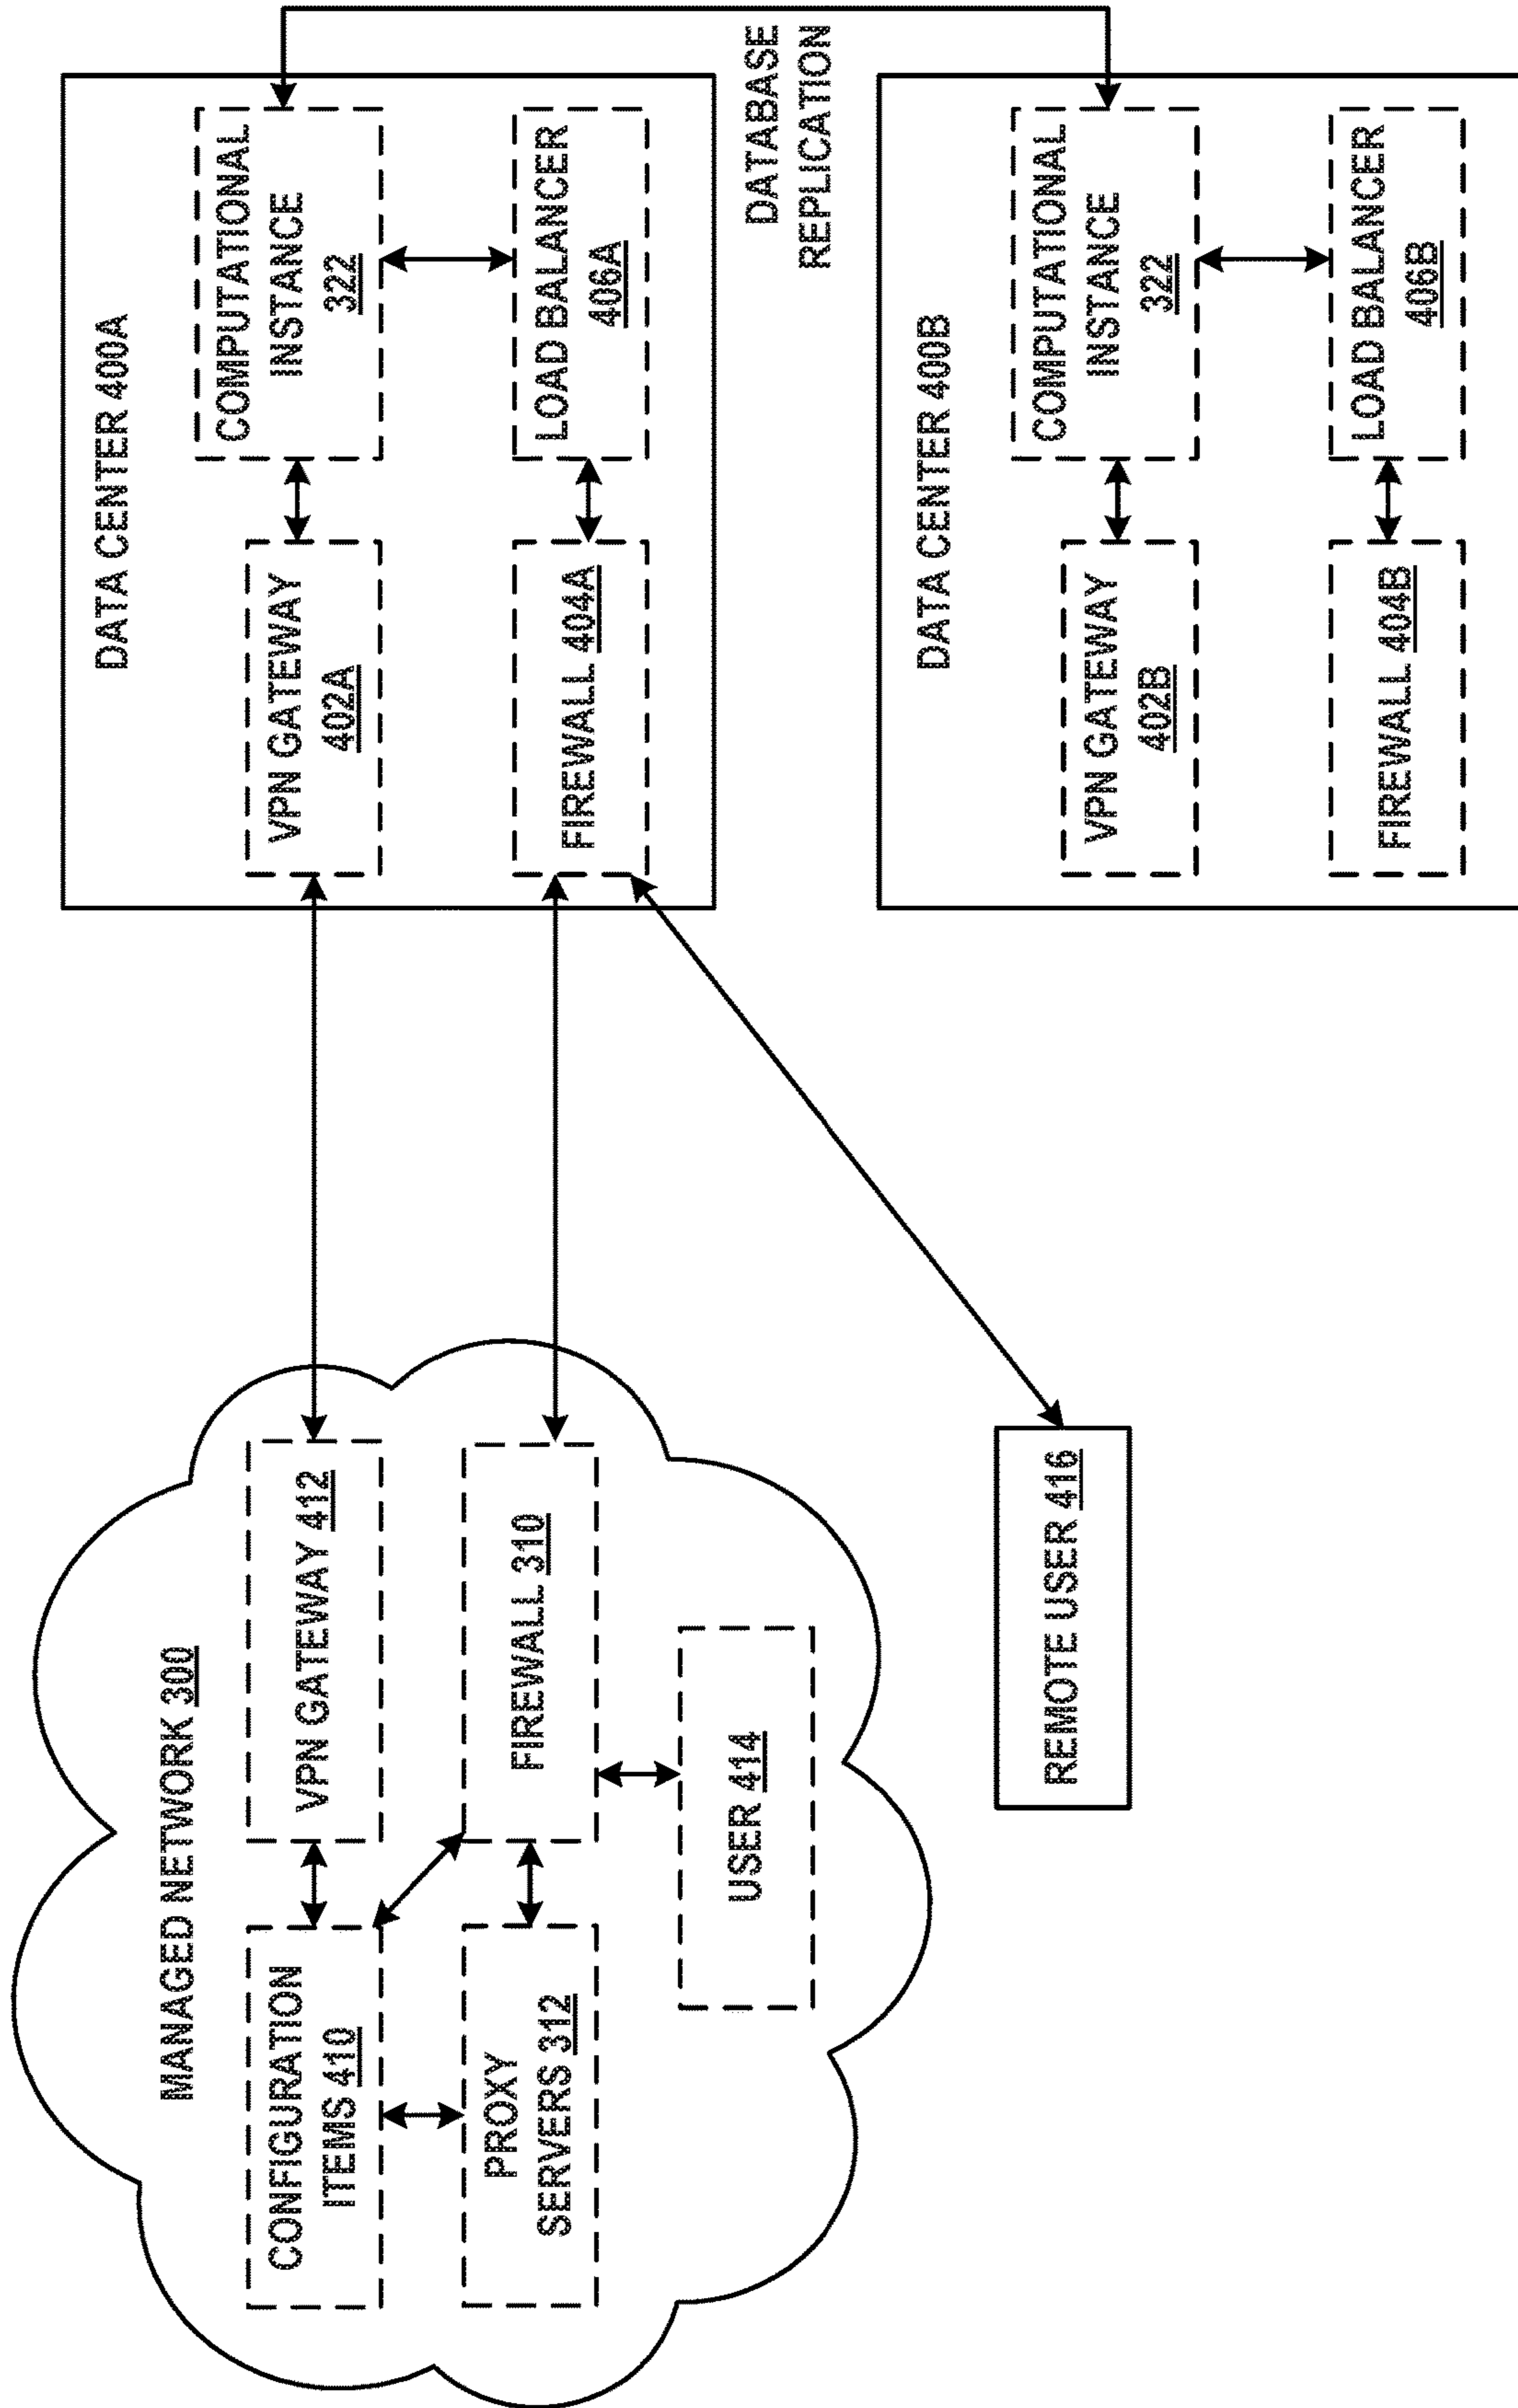 MANAGED NETWORK 300
CONFIGURATION
ITEMS 410
VPN GATEWAY 412
PROXY
SERVERS 312
FIREWALL 310
USER 414
REMOTE USER 416
DATA CENTER 400A
VPN GATEWAY
402A
COMPUTATIONAL
INSTANCE
322
FIREWALL 404A
LOAD BALANCER
406A
DATABASE
REPLICATION
DATA CENTER 400B
VPN GATEWAY
402B
COMPUTATIONAL
INSTANCE
322
FIREWALL 404B
LOAD BALANCER
406B